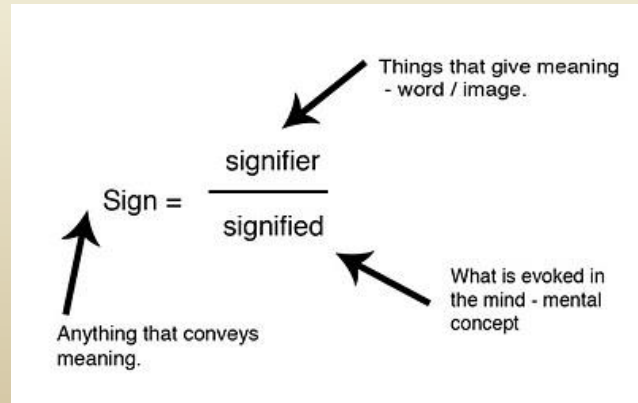 Things that give meaning
- word / image.
signifier
Sign =
signified
What is evoked in
the mind - mental
concept
Anything that conveys
meaning.